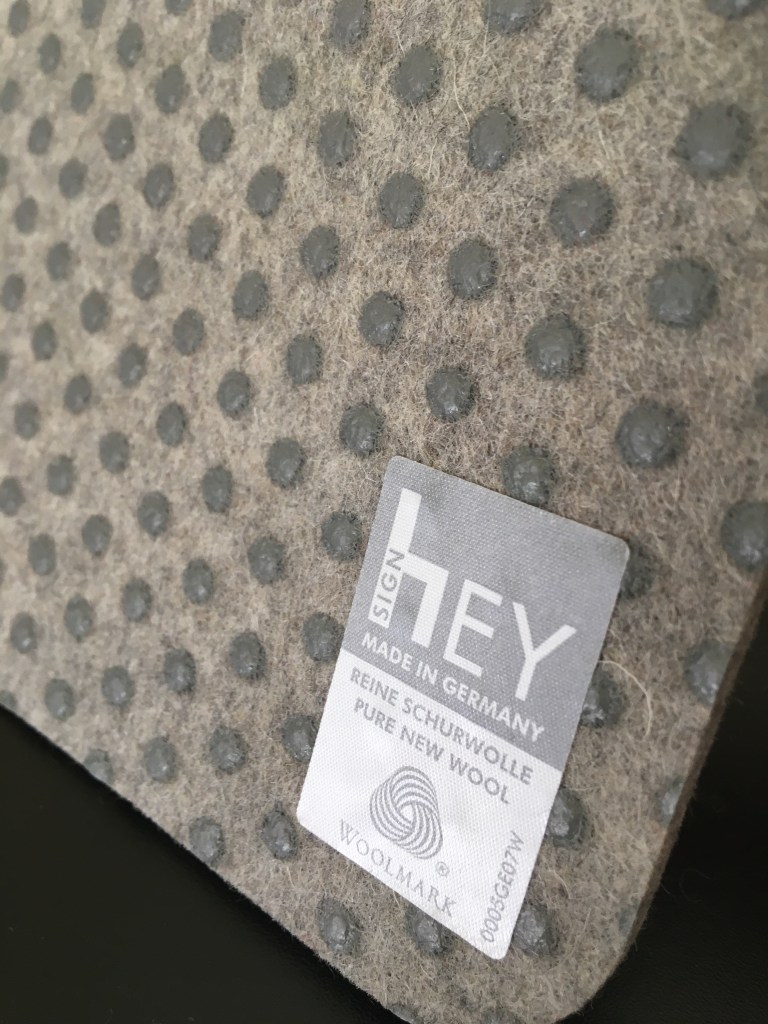 hEY
SIGN
MADE IN GERMANY
REINE SCHURWOLLE
PURE NEW WOOL
WOOLMARK
®
0005GE07W